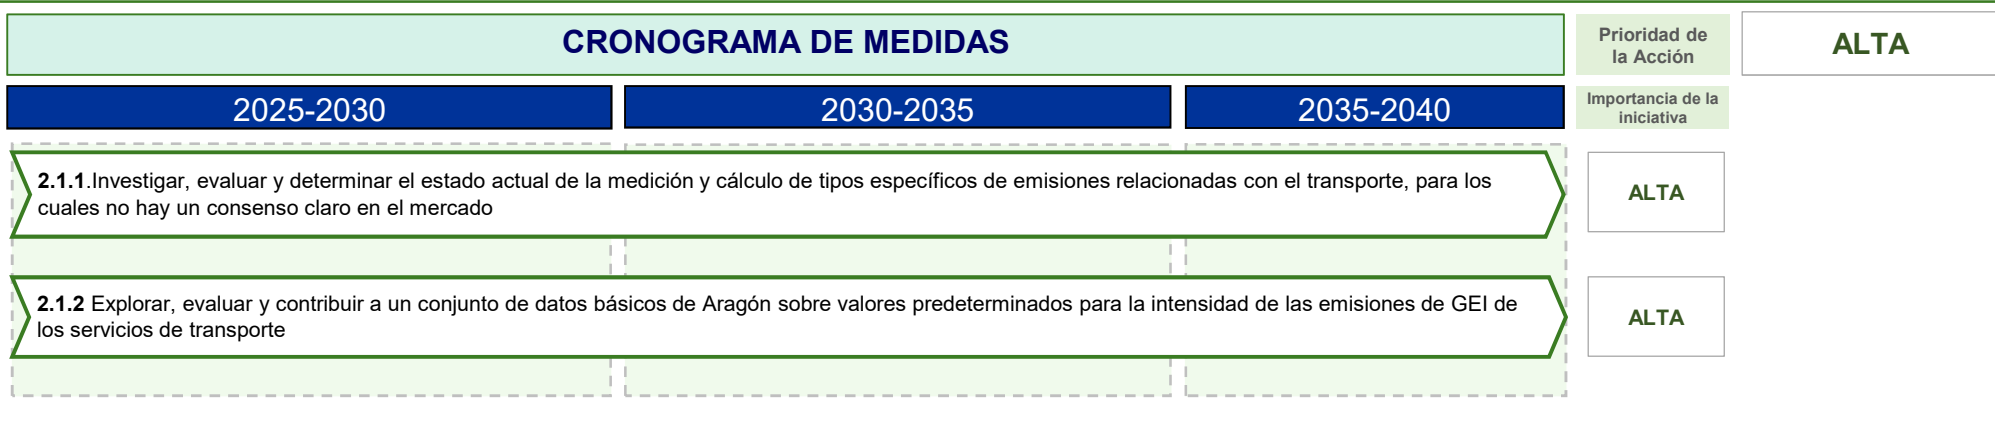 CRONOGRAMA DE MEDIDAS
Prioridad de
la Acción
ALTA
2025-2030
2030-2035
2035-2040
Importancia de la
iniciativa
2.1.1.Investigar, evaluar y determinar el estado actual de la medición y cálculo de tipos específicos de emisiones relacionadas con el transporte, para los
cuales no hay un consenso claro en el mercado
ALTA
2.1.2 Explorar, evaluar y contribuir a un conjunto de datos básicos de Aragón sobre valores predeterminados para la intensidad de las emisiones de GEI de
los servicios de transporte
ALTA